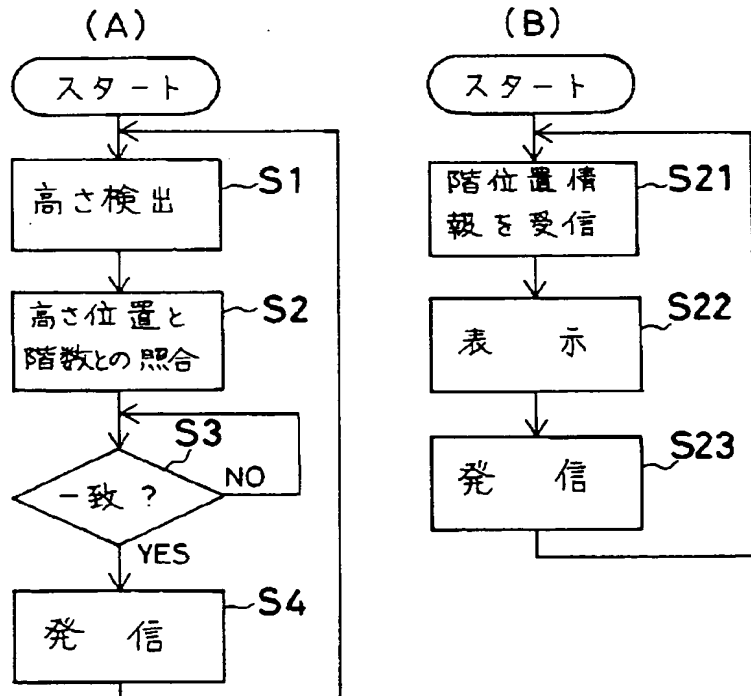 (A)
スタート
高さ検出
S1
高さ位置と
階数との照合
S2
一致?
S3
NO
YES
発 信
S4
(B)
スタート
階位置情
報を受信
S21
表 示
S22
発 信
S23